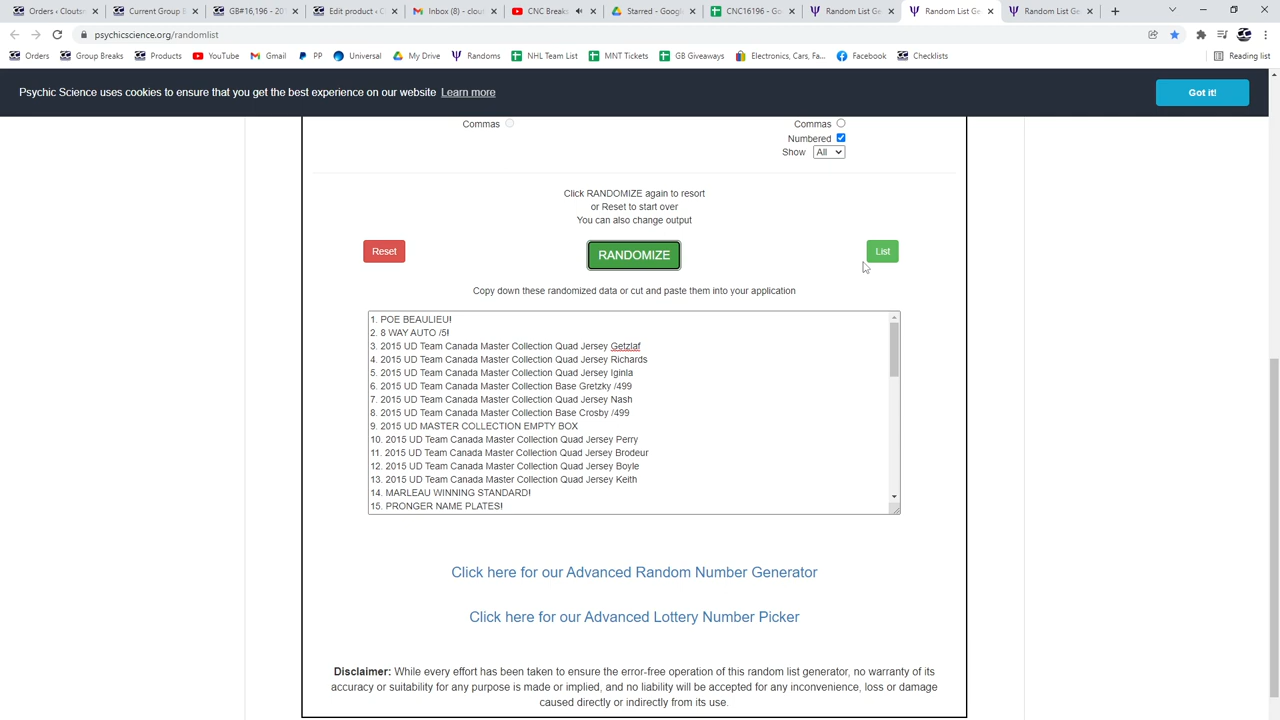 Orders · Clouts
Current Group
GB#16,196 - 201
Edit product · C
Inbox (8) - clou
CNC Breaks
Starred - Googl
CNC16196 - G
Random List Ge
Random List Ge
Random List Ge
psychicscience.org/randomlist
Orders
Group Breaks
Products
YouTube
Gmail
PP
Universal
My Drive
Randoms
NHL Team List
MNT Tickets
GB Giveaways
Electronics, Cars, Fa...
Facebook
Checklists
Reading list
Psychic Science uses cookies to ensure that you get the best experience on our website Learn more
Got it!
Commas
Commas
Numbered
Show All
Click RANDOMIZE again to resort
or Reset to start over
You can also change output
Reset
RANDOMIZE
List
Copy down these randomized data or cut and paste them into your application
1. POE BEAULIEU!
2. 8 WAY AUTO /5!
3. 2015 UD Team Canada Master Collection Quad Jersey Getzlaf
4. 2015 UD Team Canada Master Collection Quad Jersey Richards
5. 2015 UD Team Canada Master Collection Quad Jersey Iginla
6. 2015 UD Team Canada Master Collection Base Gretzky /499
7. 2015 UD Team Canada Master Collection Quad Jersey Nash
8. 2015 UD Team Canada Master Collection Base Crosby /499
9. 2015 UD MASTER COLLECTION EMPTY BOX
10. 2015 UD Team Canada Master Collection Quad Jersey Perry
11. 2015 UD Team Canada Master Collection Quad Jersey Brodeur
12. 2015 UD Team Canada Master Collection Quad Jersey Boyle
13. 2015 UD Team Canada Master Collection Quad Jersey Keith
14. MARLEAU WINNING STANDARD!
15. PRONGER NAME PLATES!
Click here for our Advanced Random Number Generator
Click here for our Advanced Lottery Number Picker
Disclaimer: While every effort has been taken to ensure the error-free operation of this random list generator, no warranty of its
accuracy or suitability for any purpose is made or implied, and no liability will be accepted for any inconvenience, loss or damage
caused directly or indirectly from its use.